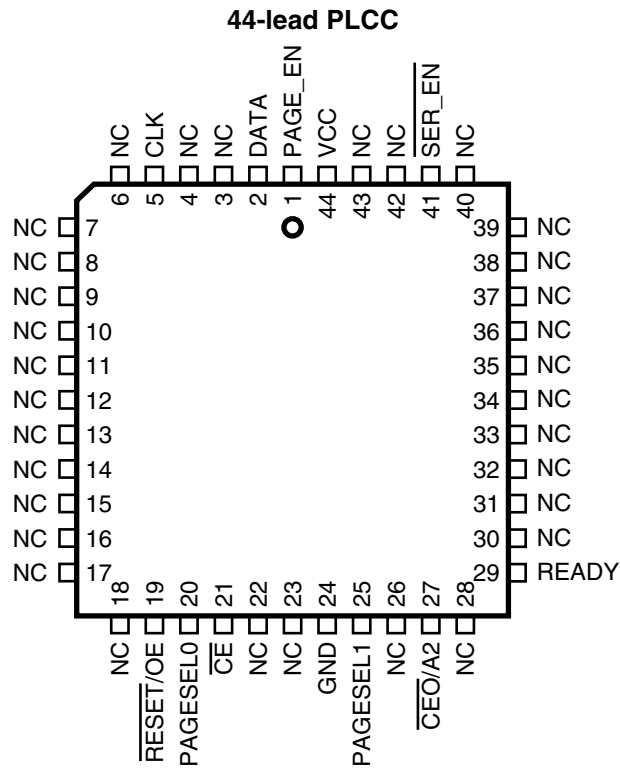 44-lead PLCC
NC
CLK
NC
NC
DATA
PAGE_EN
VCC
NC
NC
SER_EN
NC
6
5
4
3
2
1
44
43
42
41
40
NC 7
NC 8
NC 9
NC 10
NC 11
NC 12
NC 13
NC 14
NC 15
NC 16
NC 17
39 NC
38 NC
37 NC
36 NC
35 NC
34 NC
33 NC
32 NC
31 NC
30 NC
29 READY
18
19
20
21
22
23
24
25
26
27
28
NC
RESET/OE
PAGESEL0
CE
NC
NC
GND
PAGESEL1
NC
CEO/A2
NC